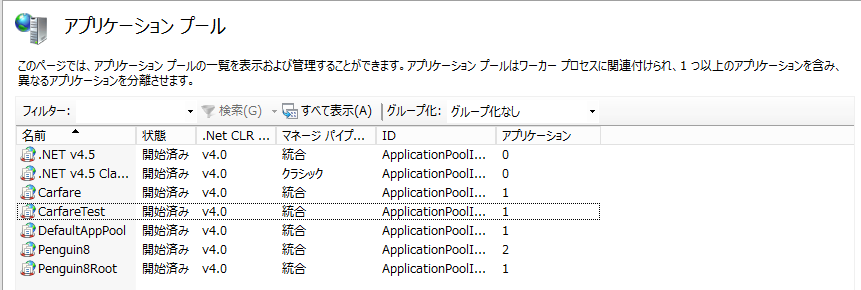 アプリケーション プール
このページでは、アプリケーション プールの一覧を表示および管理することができます。アプリケーション プールはワーカー プロセスに関連付けられ、1 つ以上のアプリケーションを含み、
異なるアプリケーションを分離させます。
フィルター: 検索(G) すべて表示(A) グループ化: グループ化なし
名前 状態 .Net CLR ... マネージ パイプ... ID アプリケーション
.NET v4.5 開始済み v4.0 統合 ApplicationPoolI... 0
.NET v4.5 Cla... 開始済み v4.0 クラシック ApplicationPoolI... 0
Carfare 開始済み v4.0 統合 ApplicationPoolI... 1
CarfareTest 開始済み v4.0 統合 ApplicationPoolI... 1
DefaultAppPool 開始済み v4.0 統合 ApplicationPoolI... 1
Penguin8 開始済み v4.0 統合 ApplicationPoolI... 2
Penguin8Root 開始済み v4.0 統合 ApplicationPoolI... 1